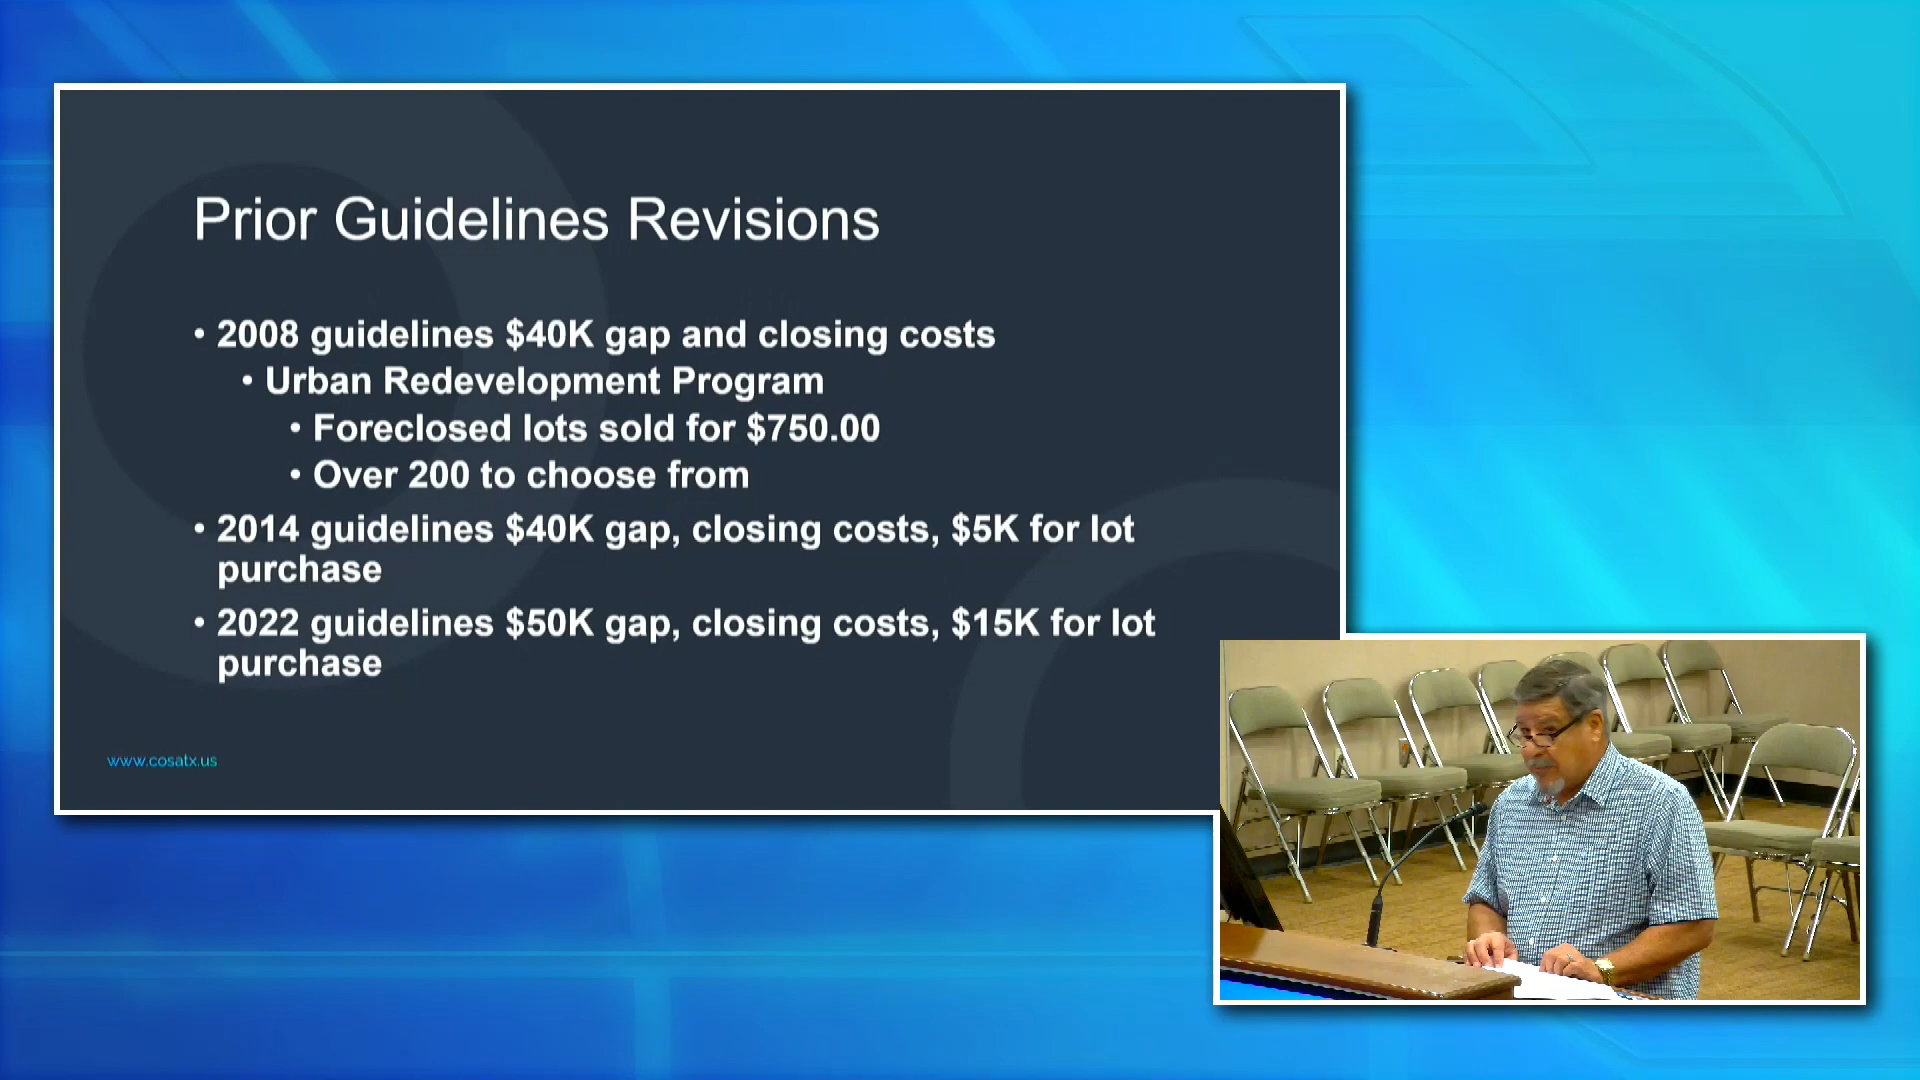 Prior Guidelines Revisions
• 2008 guidelines $40K gap and closing costs
• Urban Redevelopment Program
• Foreclosed lots sold for $750.00
• Over 200 to choose from
• 2014 guidelines $40K gap, closing costs, $5K for lot
purchase
• 2022 guidelines $50K gap, closing costs, $15K for lot
purchase
www.cosatx.us